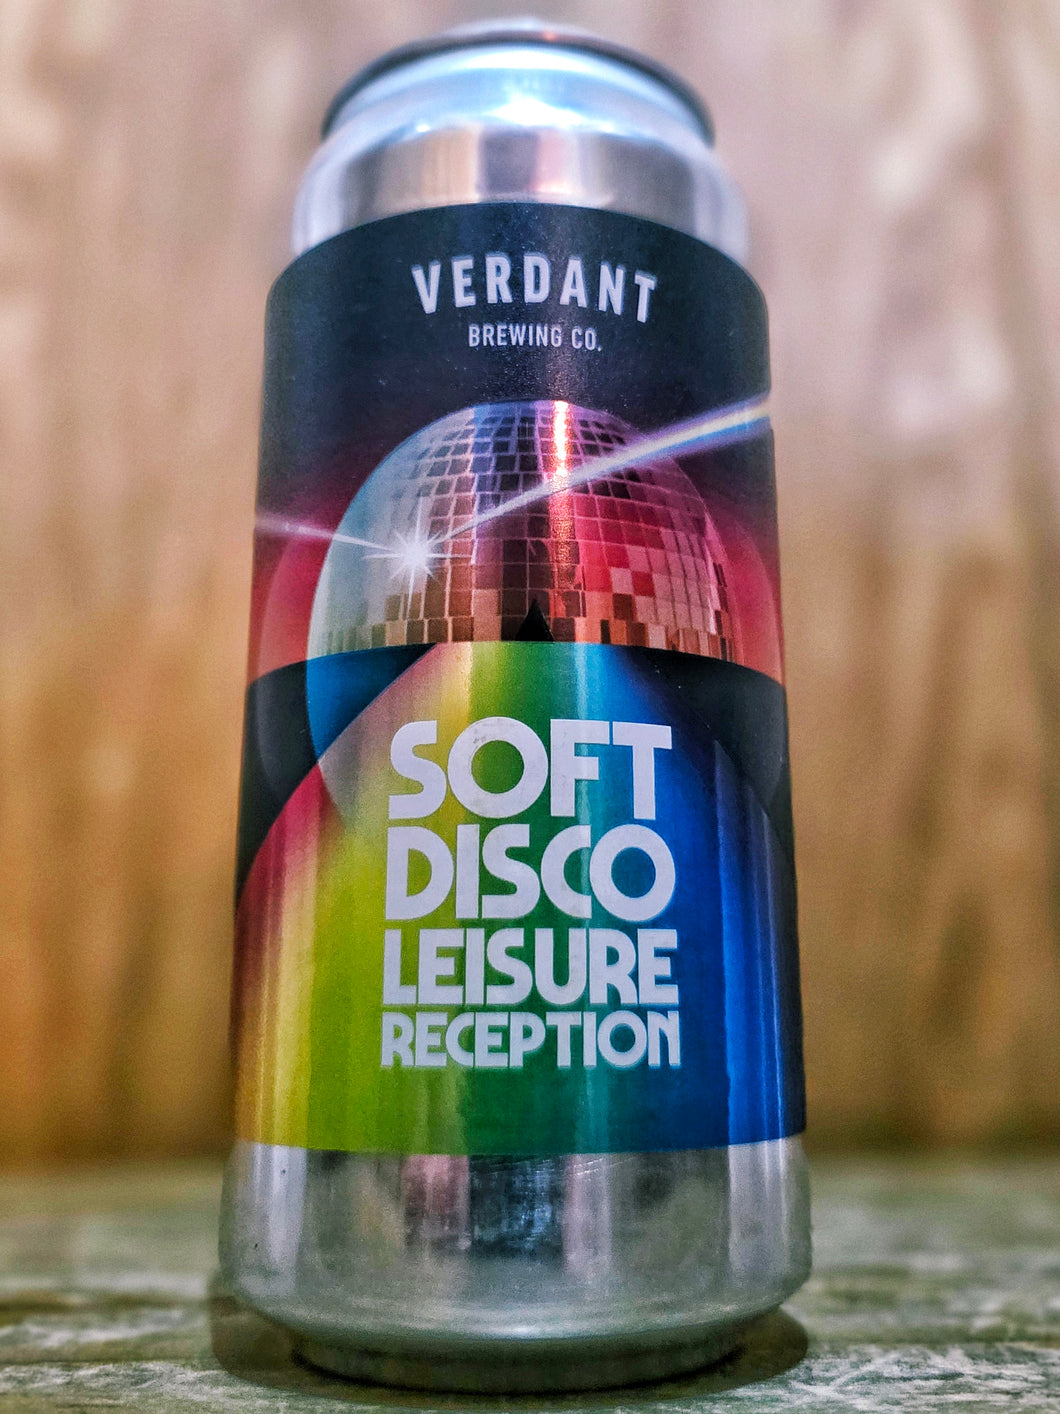 VERDANT
BREWING CO.
SOFT
DISCO
LEISURE
RECEPTION